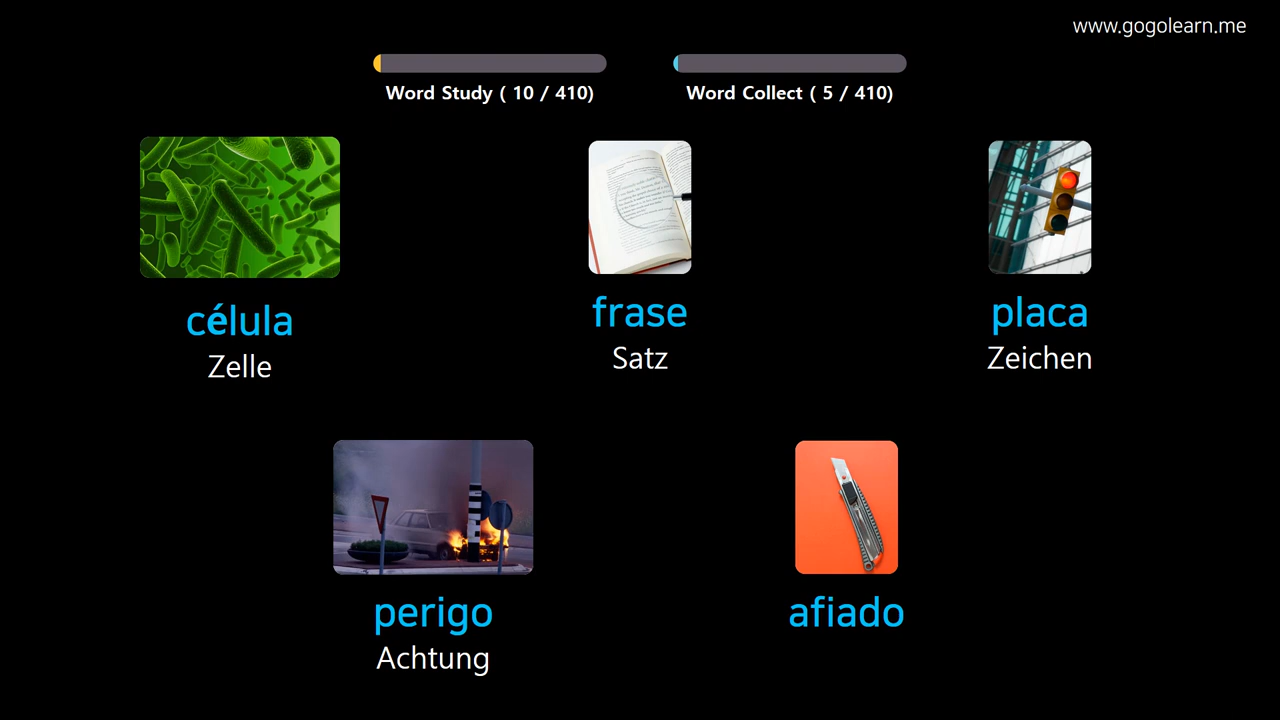 www.gogolearn.me
Word Study ( 10 / 410)
Word Collect ( 5 / 410)
célula
Zelle
frase
Satz
placa
Zeichen
perigo
Achtung
afiado